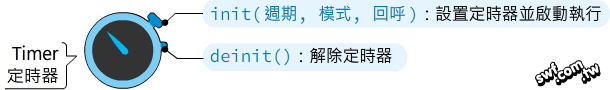 init(週期, 模式, 回呼)：設置定時器並啟動執行
Timer
定時器
deinit()：解除定時器
swf.com.tw